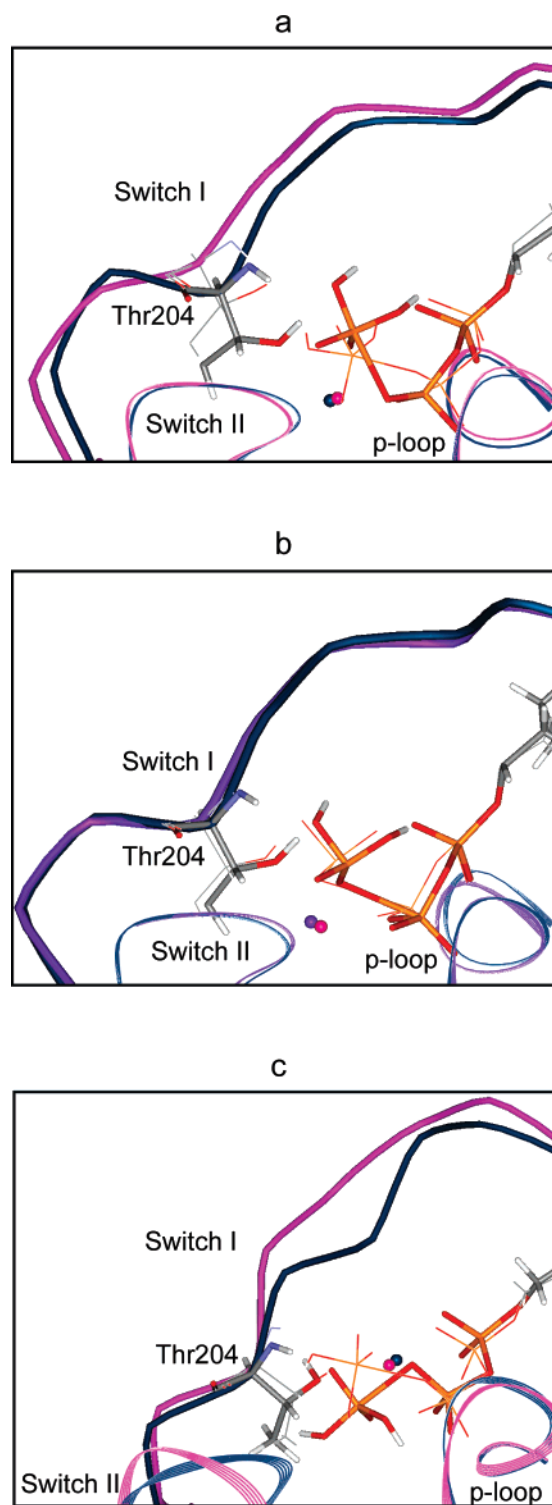 a
Switch I
Thr204
Switch II
p-loop
b
Switch I
Thr204
Switch II
p-loop
c
Switch I
Thr204
Switch II
p-loop